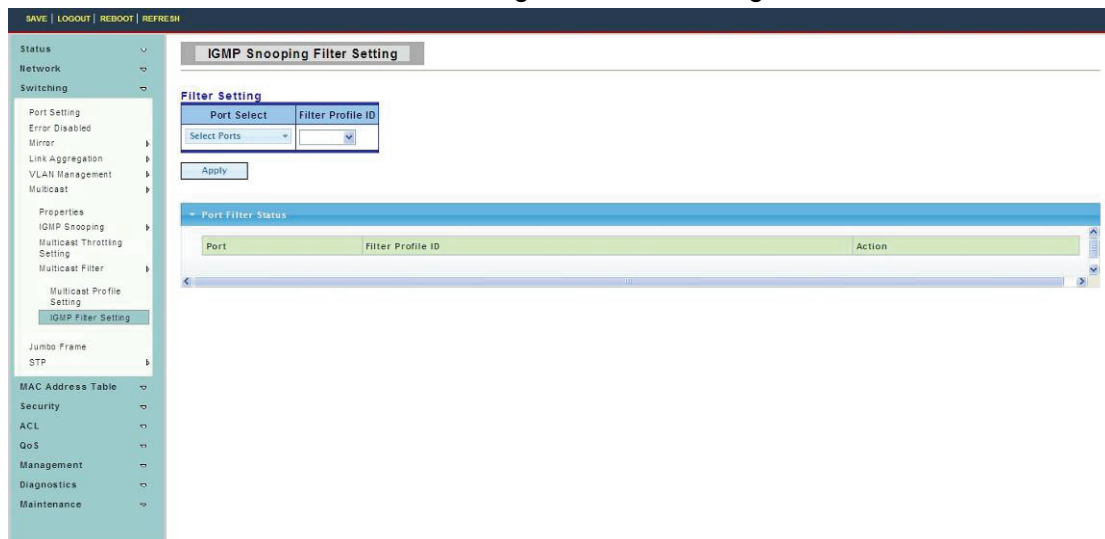 SAVE | LOGOUT | REBOOT | REFRESH
Status
Network
Switching
Port Setting
Error Disabled
Mirror
Link Aggregation
VLAN Management
Multicast
Properties
IGMP Snooping
Multicast Throttling
Setting
Multicast Filter
Multicast Profile
Setting
IGMP Filter Setting
Jumbo Frame
STP
MAC Address Table
Security
ACL
QoS
Management
Diagnostics
Maintenance
IGMP Snooping Filter Setting
Filter Setting
Port Select Filter Profile ID
Select Ports
Apply
Port Filter Status
Port Filter Profile ID Action